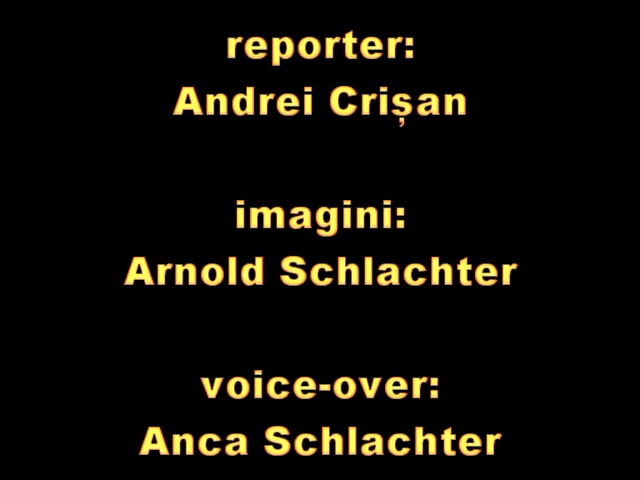 reporter:
Andrei Crișan
imagini:
Arnold Schlachter
voice-over:
Anca Schlachter